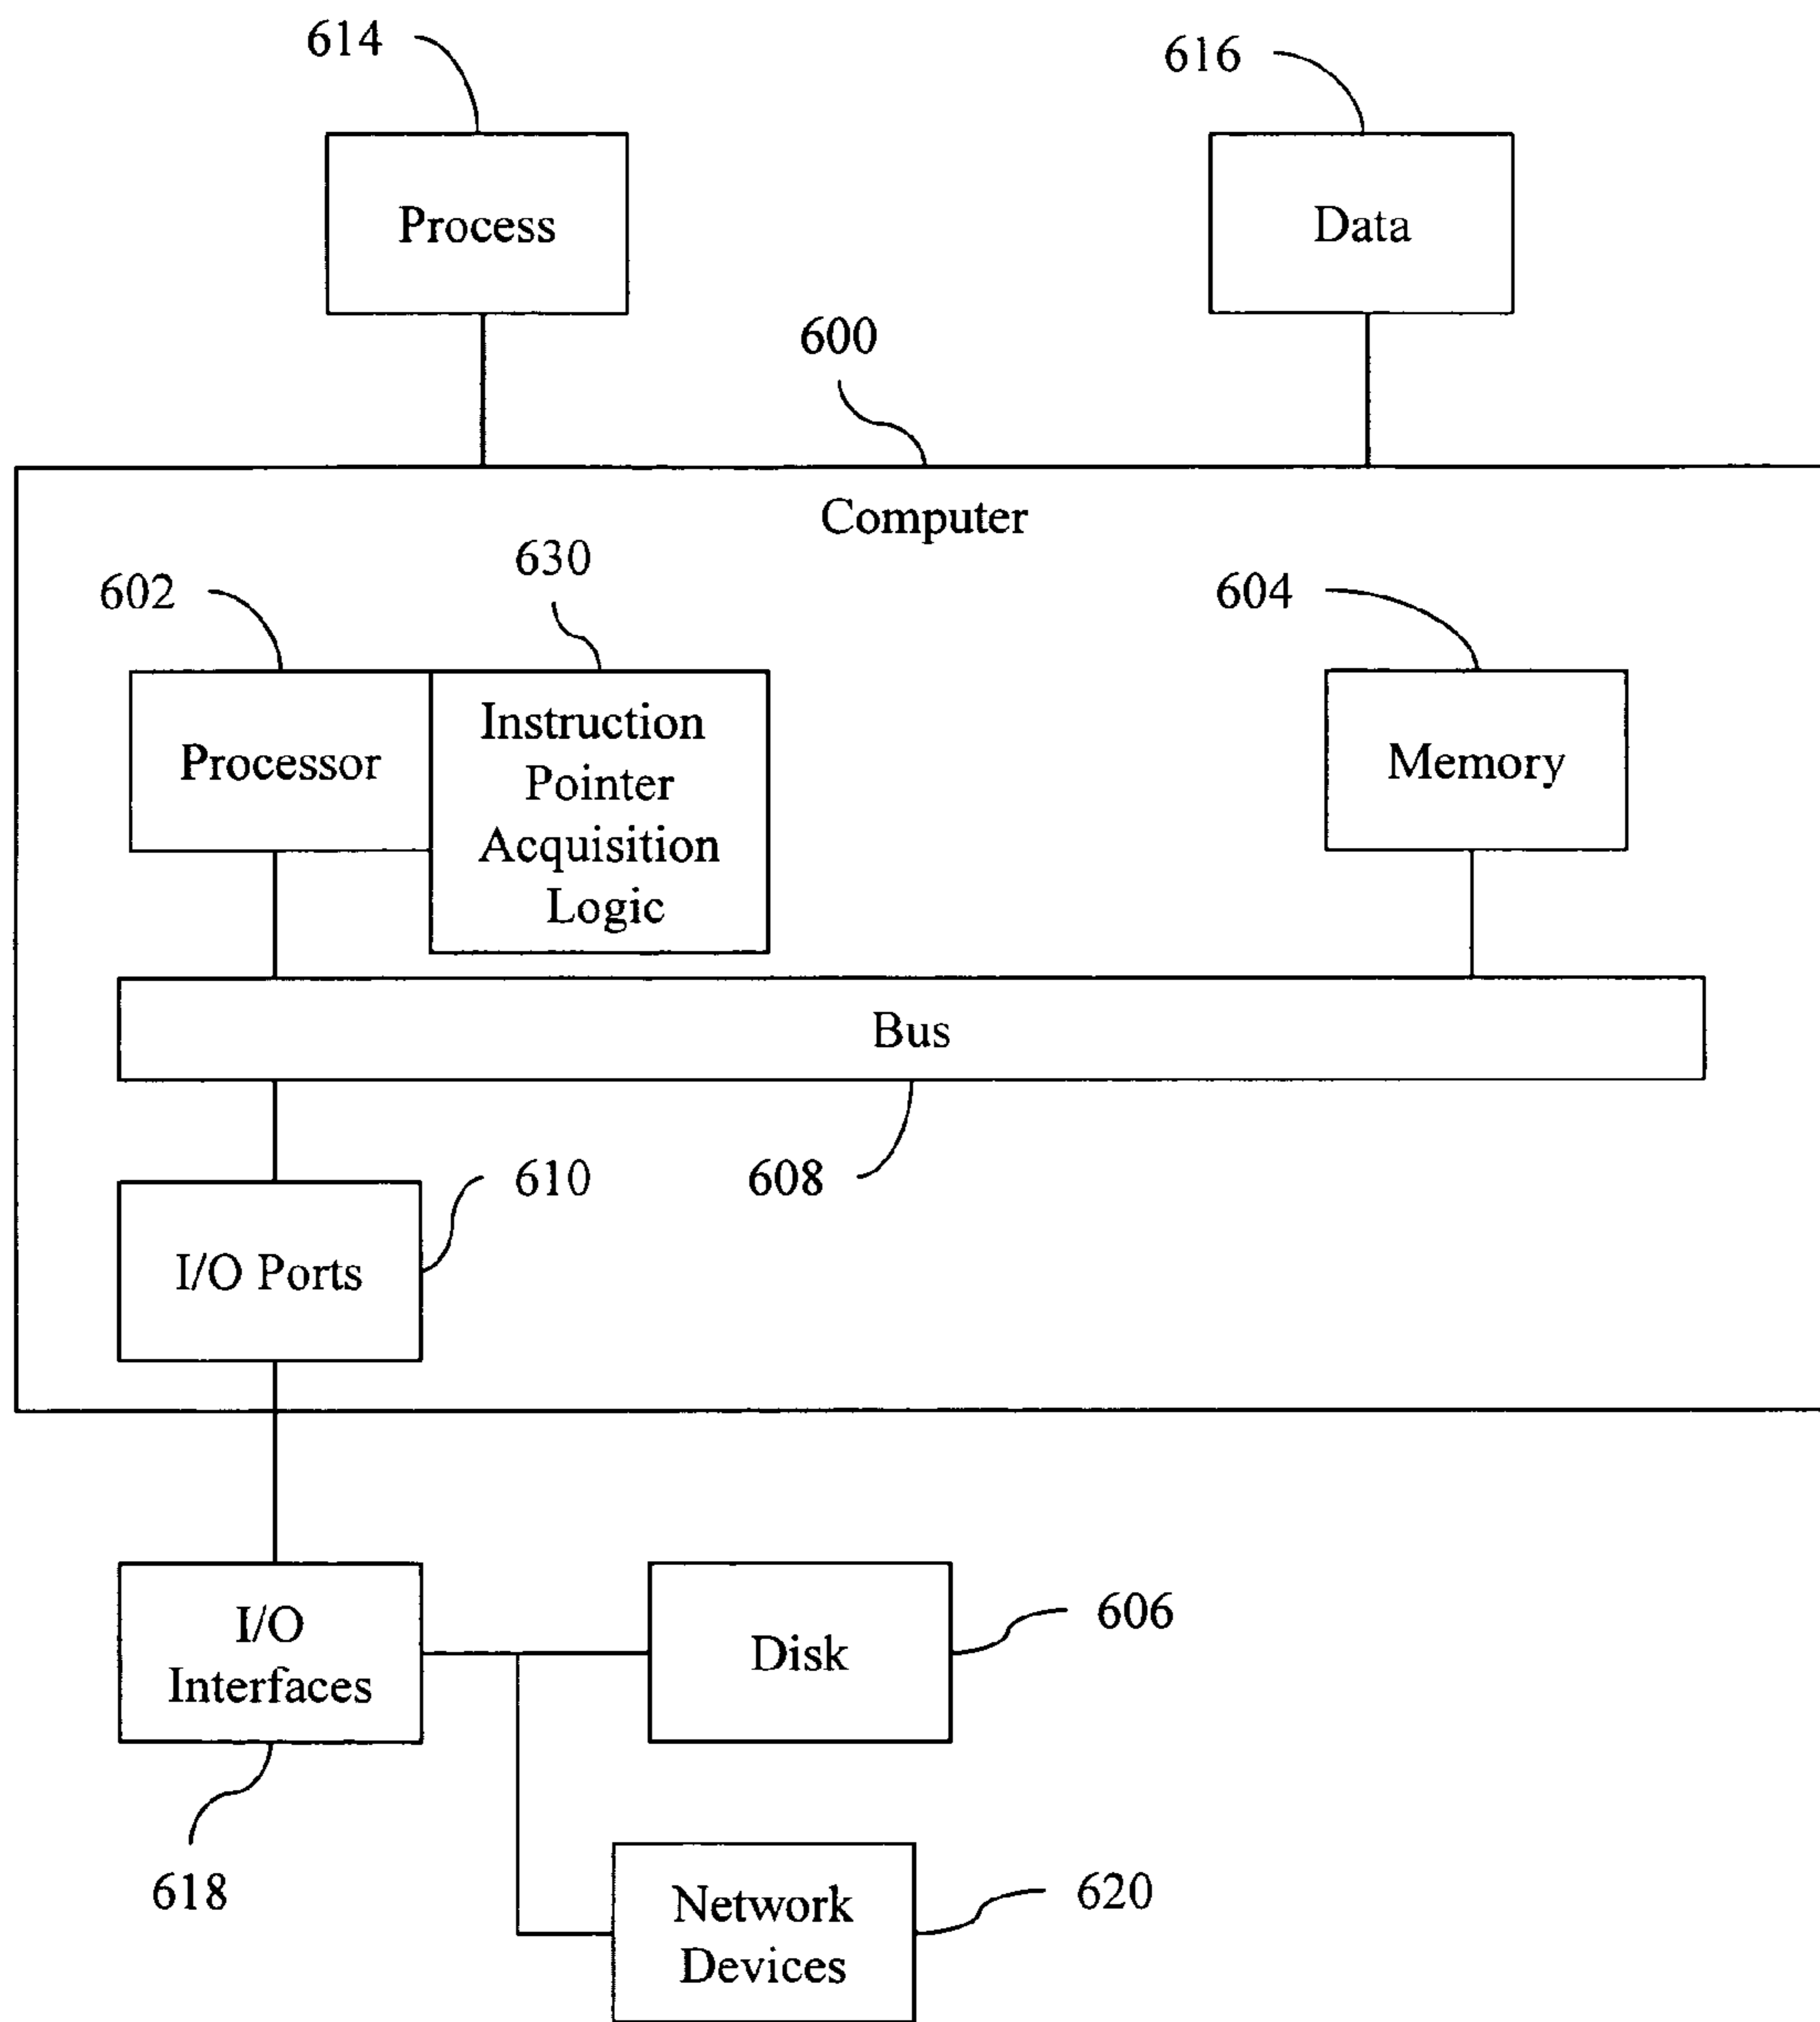 614
616
Process
Data
600
Computer
630
602
604
Instruction
Pointer
Acquisition
Logic
Processor
Memory
Bus
610
608
I/O Ports
I/O
Interfaces
Disk
606
618
Network
Devices
620